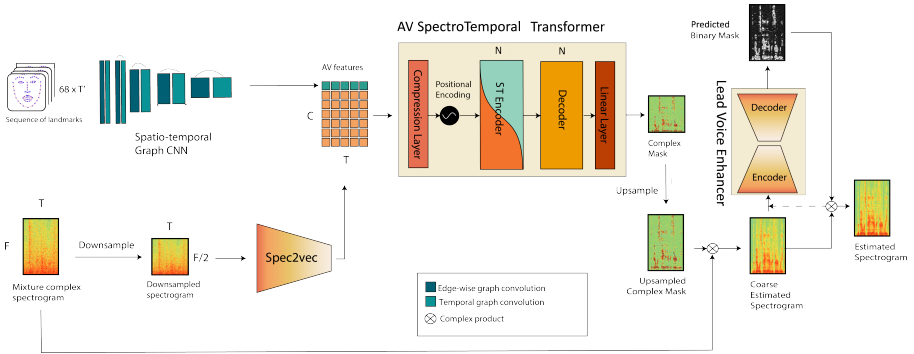 AV SpectroTemporal Transformer
Predicted
Binary Mask
68 x T'
Sequence of landmarks
Spatio-temporal
Graph CNN
AV features
C
T
Compression Layer
Positional
Encoding
N
ST Encoder
N
Decoder
Linear Layer
Complex
Mask
Upsample
Lead Voice Enhancer
Decoder
Encoder
T
F
Mixture complex
spectrogram
Downsample
T
F/2
Downsampled
spectrogram
Spec2vec
Upsampled
Complex Mask
Coarse
Estimated
Spectrogram
Estimated
Spectrogram
Edge-wise graph convolution
Temporal graph convolution
Complex product